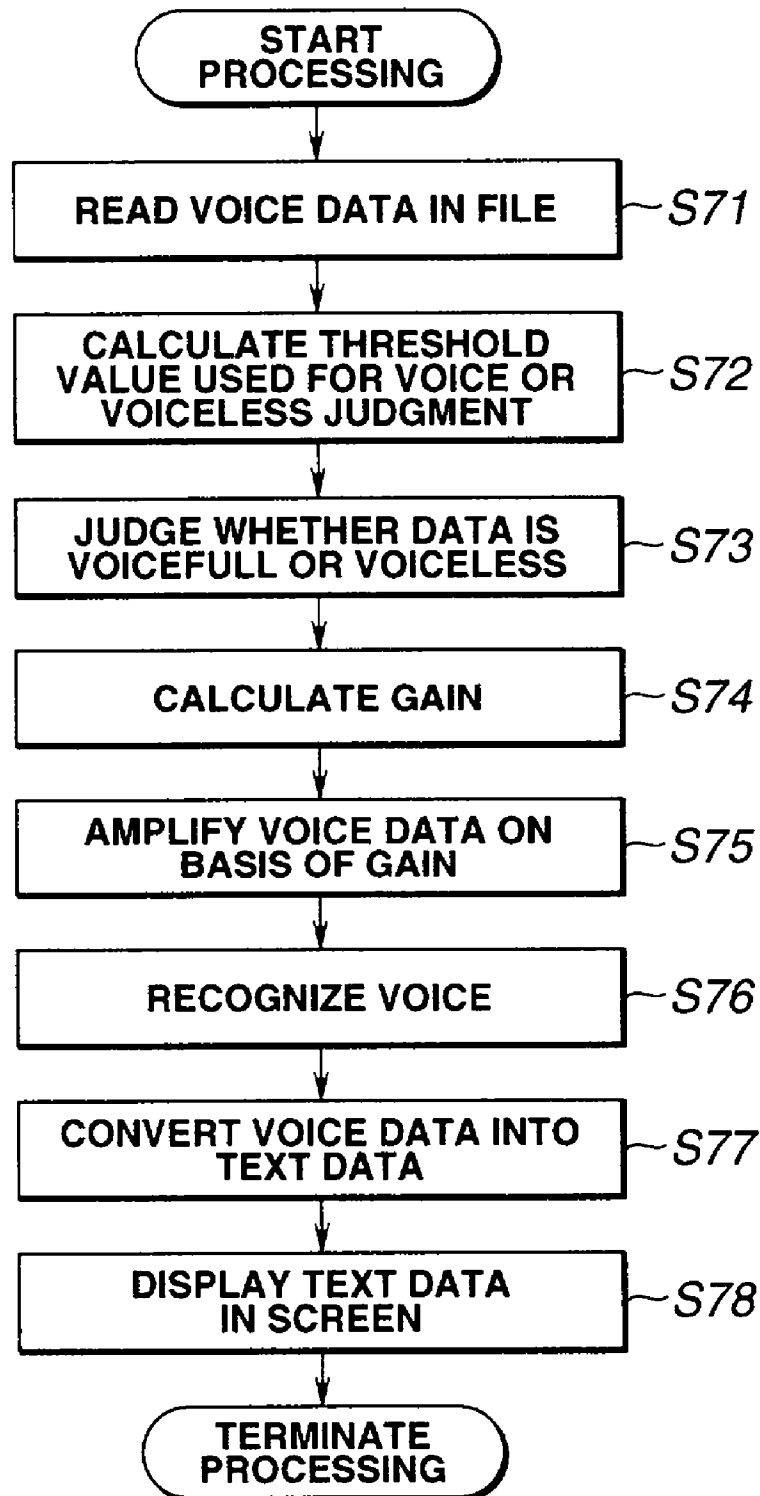 START
PROCESSING
READ VOICE DATA IN FILE
S71
CALCULATE THRESHOLD
VALUE USED FOR VOICE OR
VOICELESS JUDGMENT
S72
JUDGE WHETHER DATA IS
VOICEFULL OR VOICELESS
S73
CALCULATE GAIN
S74
AMPLIFY VOICE DATA ON
BASIS OF GAIN
S75
RECOGNIZE VOICE
S76
CONVERT VOICE DATA INTO
TEXT DATA
S77
DISPLAY TEXT DATA
IN SCREEN
S78
TERMINATE
PROCESSING